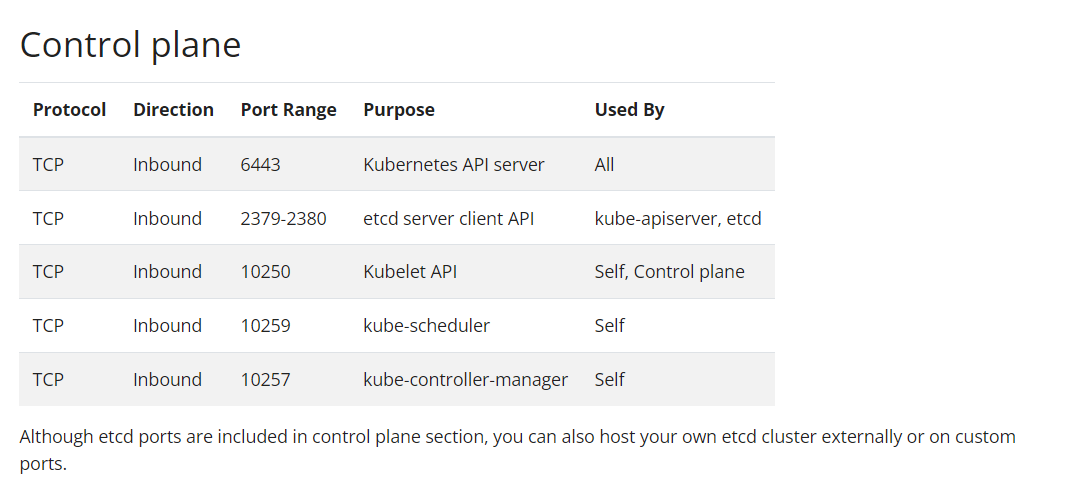 Control plane
Protocol Direction Port Range Purpose Used By
TCP Inbound 6443 Kubernetes API server All
TCP Inbound 2379-2380 etcd server client API kube-apiserver, etcd
TCP Inbound 10250 Kubelet API Self, Control plane
TCP Inbound 10259 kube-scheduler Self
TCP Inbound 10257 kube-controller-manager Self
Although etcd ports are included in control plane section, you can also host your own etcd cluster externally or on custom
ports.